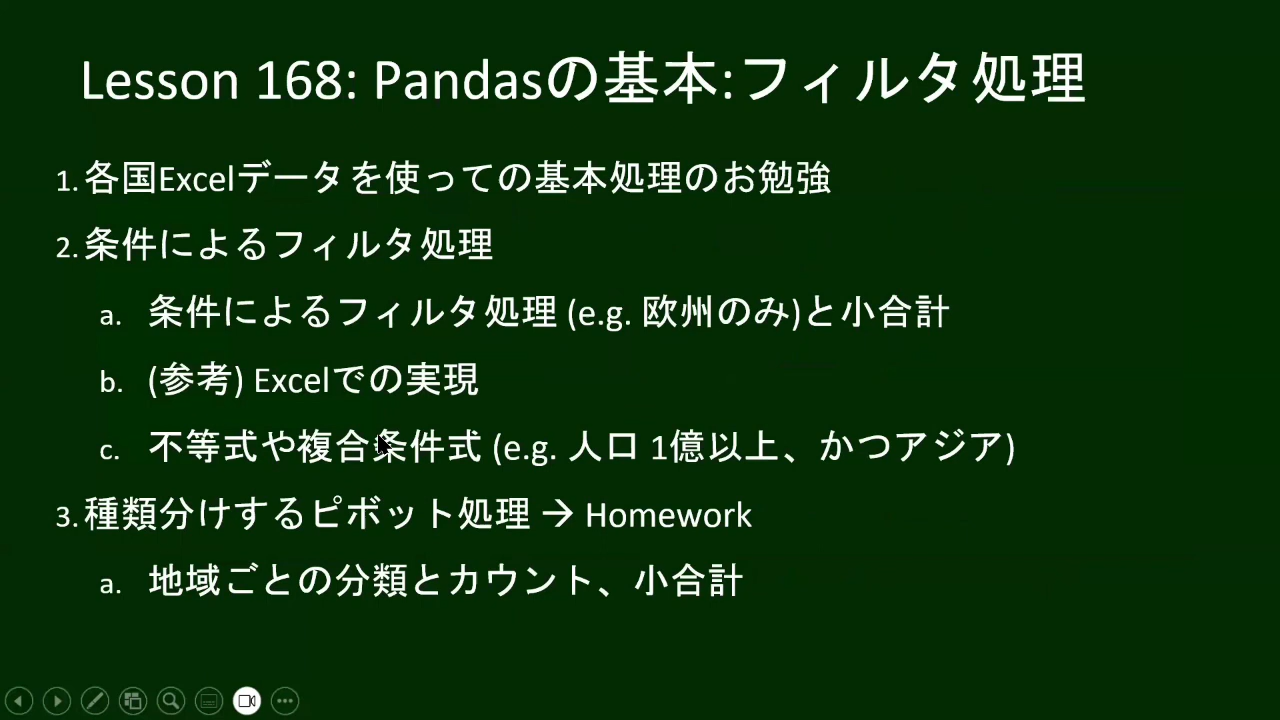 Lesson 168: Pandasの基本:フィルタ処理
1. 各国Excelデータを使っての基本処理のお勉強
2. 条件によるフィルタ処理
a. 条件によるフィルタ処理 (e.g. 欧州のみ)と小合計
b. (参考) Excelでの実現
c. 不等式や複合条件式 (e.g. 人口 1億以上、かつアジア)
3. 種類分けするピボット処理 → Homework
a. 地域ごとの分類とカウント、小合計